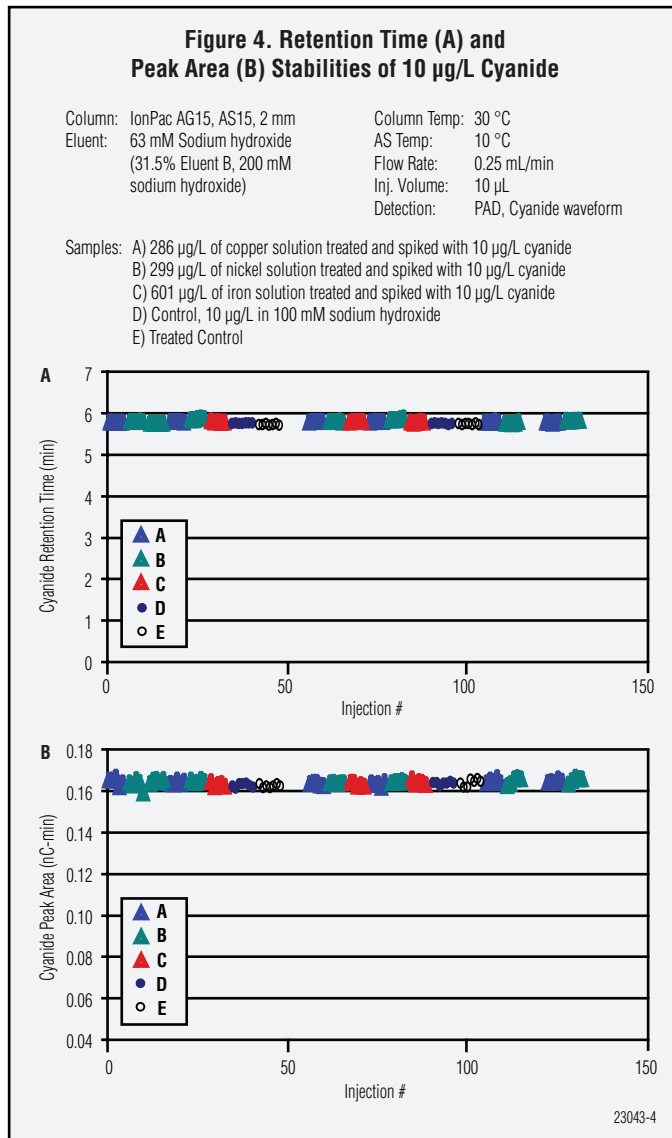 Figure 4. Retention Time (A) and
Peak Area (B) Stabilities of 10 µg/L Cyanide
Column: IonPac AG15, AS15, 2 mm
Eluent: 63 mM Sodium hydroxide
(31.5% Eluent B, 200 mM
sodium hydroxide)
Column Temp: 30 °C
AS Temp: 10 °C
Flow Rate: 0.25 mL/min
Inj. Volume: 10 µL
Detection: PAD, Cyanide waveform
Samples: A) 286 µg/L of copper solution treated and spiked with 10 µg/L cyanide
B) 299 µg/L of nickel solution treated and spiked with 10 µg/L cyanide
C) 601 µg/L of iron solution treated and spiked with 10 µg/L cyanide
D) Control, 10 µg/L in 100 mM sodium hydroxide
E) Treated Control
A
7
6
5
4
3
2
1
0
Cyanide Retention Time (min)
A
B
C
D
E
0 50 100 150
Injection #
B
0.18
0.16
0.14
0.12
0.10
0.08
0.06
0.04
Cyanide Peak Area (nC-min)
A
B
C
D
E
0 50 100 150
Injection #
23043-4